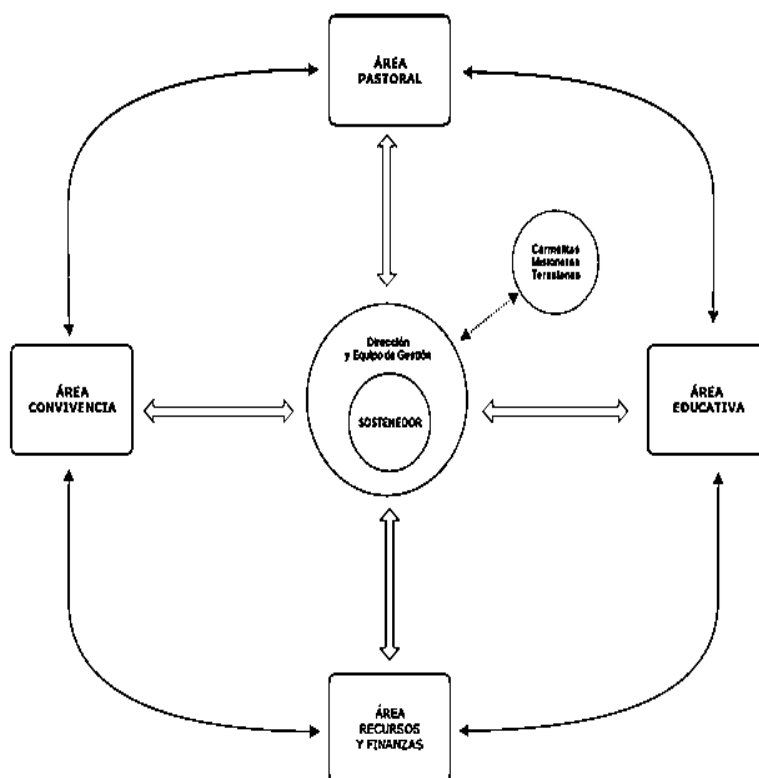 ÁREA
PASTORAL
Carmelitas
Misioneras
Teresianas
Dirección
y Equipo de Gestión
SOSTENEDOR
ÁREA
CONVIVENCIA
ÁREA
EDUCATIVA
ÁREA
RECURSOS
Y FINANZAS